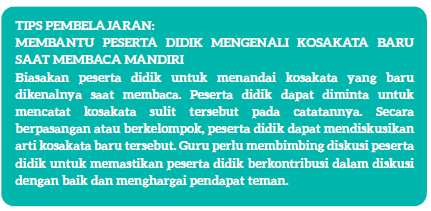 TIPS PEMBELAJARAN:
MEMBANTU PESERTA DIDIK MENGENALI KOSAKATA BARU
SAAT MEMBACA MANDIRI
Biasakan peserta didik untuk menandai kosakata yang baru
dikenalnya saat membaca. Peserta didik dapat diminta untuk
mencatat kosakata sulit tersebut pada catatannya. Secara
berpasangan atau berkelompok, peserta didik dapat mendiskusikan
arti kosakata baru tersebut. Guru perlu membimbing diskusi peserta
didik untuk memastikan peserta didik berkontribusi dalam diskusi
dengan baik dan menghargai pendapat teman.